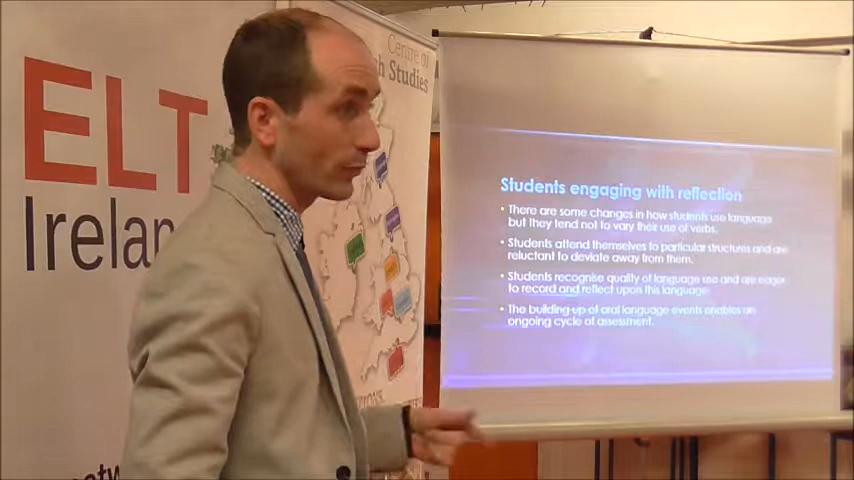 ELT
Ireland
Centre of
Studies
Students engaging with reflection
• There are some changes in how students use language
but they tend not to vary their use of verbs.
• Students attend themselves to particular structures and are
reluctant to deviate away from them.
• Students recognise quality of language use and are eager
to record and reflect upon this language.
• The building-up of oral language events enables an
ongoing cycle of assessment.